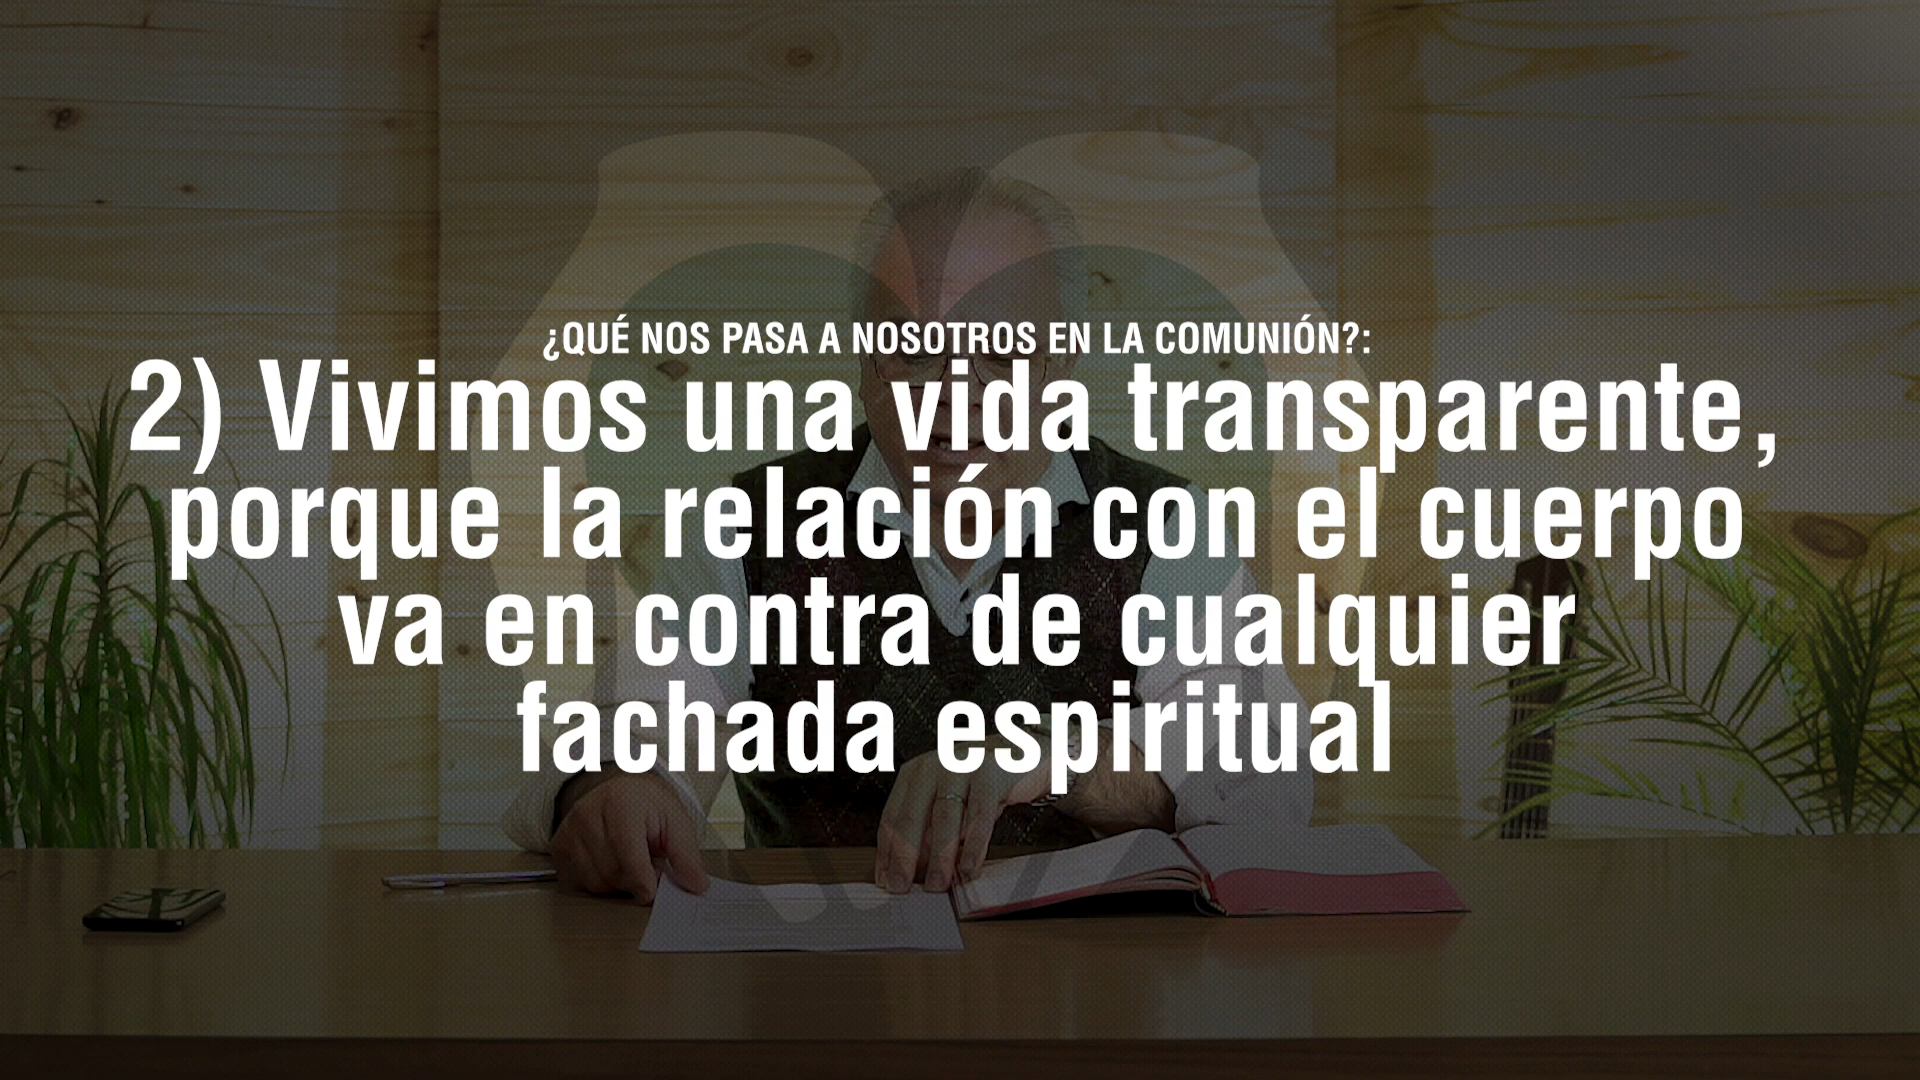 ¿QUÉ NOS PASA A NOSOTROS EN LA COMUNIÓN?:
2) Vivimos una vida transparente,
porque la relación con el cuerpo
va en contra de cualquier
fachada espiritual